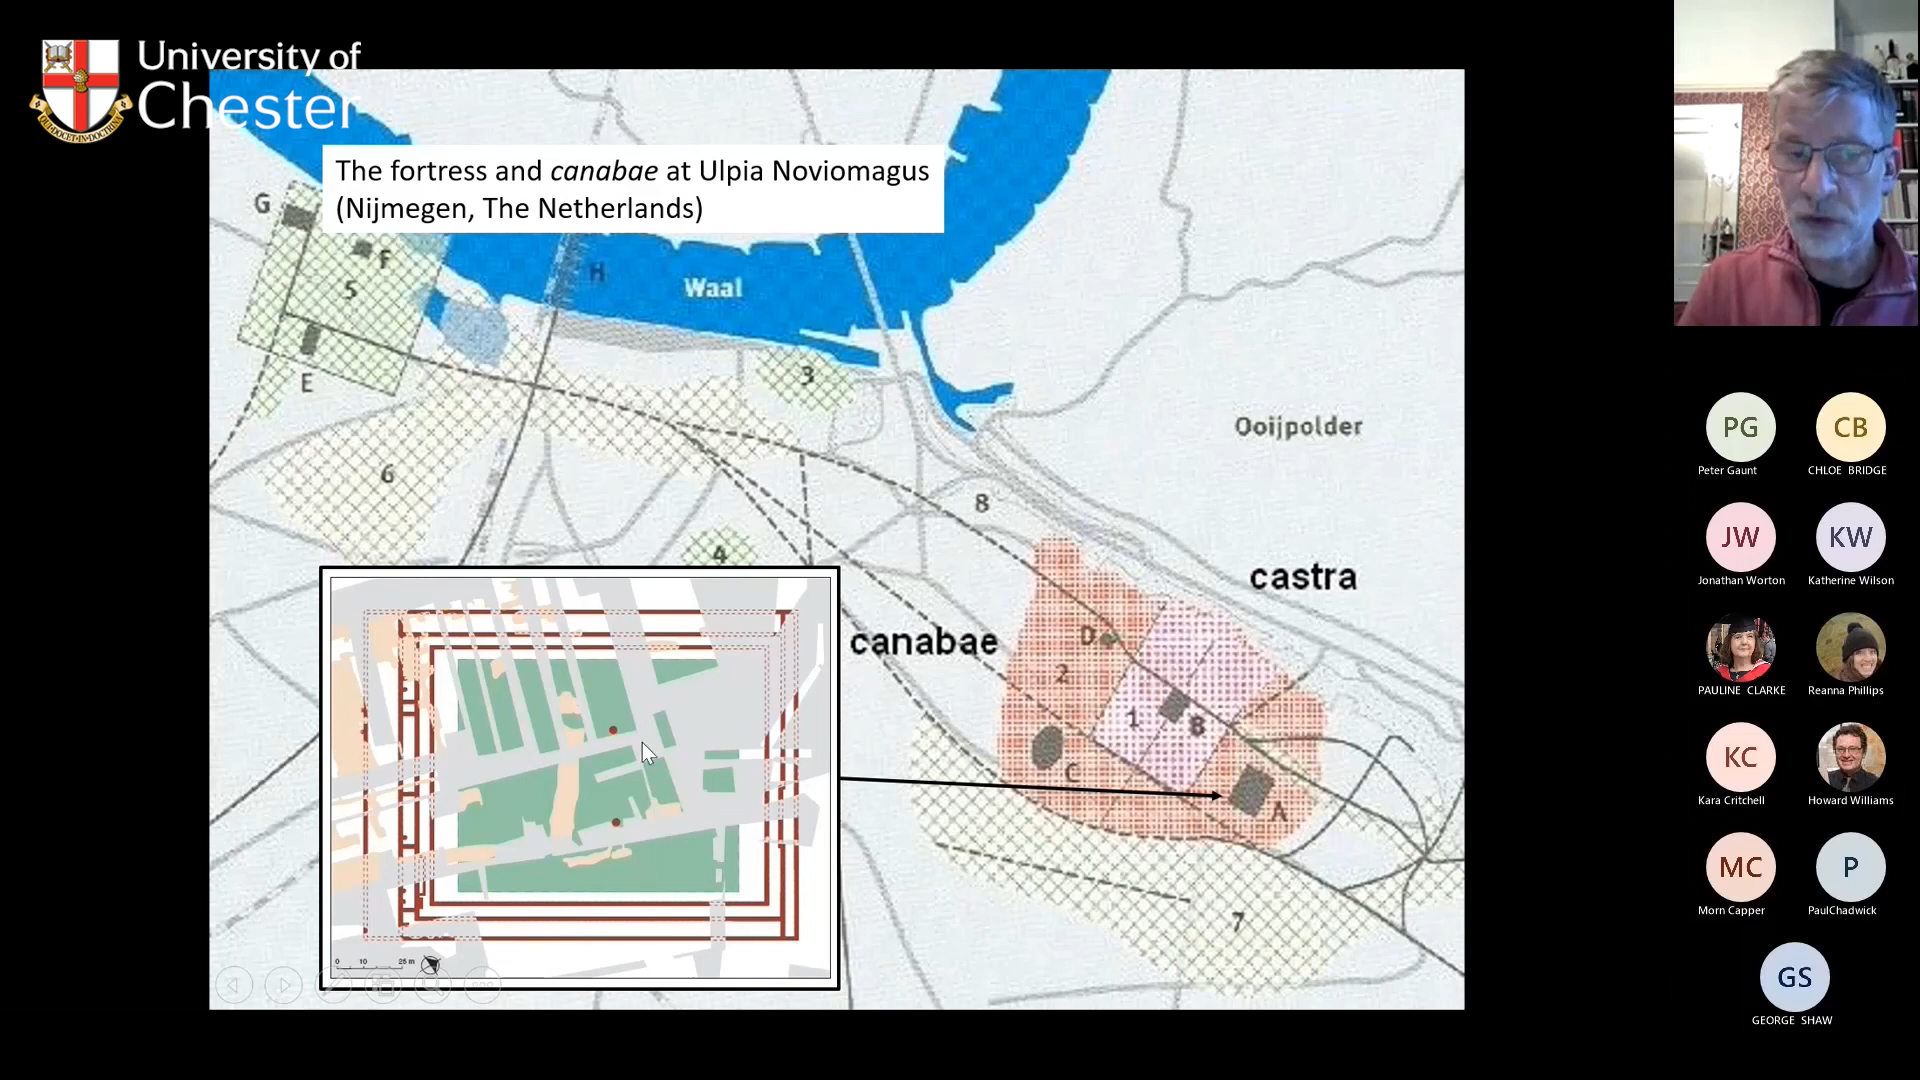 University of
Chester
The fortress and canabae at Ulpia Noviomagus
(Nijmegen, The Netherlands)
G
F
5
E
H
Waal
3
6
4
8
Ooijpolder
castra
canabae
D
2
1
B
C
A
7
0 10 25 m
PG
Peter Gaunt
CB
CHLOE BRIDGE
JW
Jonathan Worton
KW
Katherine Wilson
PAULINE CLARKE
Reanna Phillips
KC
Kara Critchell
Howard Williams
MC
Morn Capper
P
PaulChadwick
GS
GEORGE SHAW